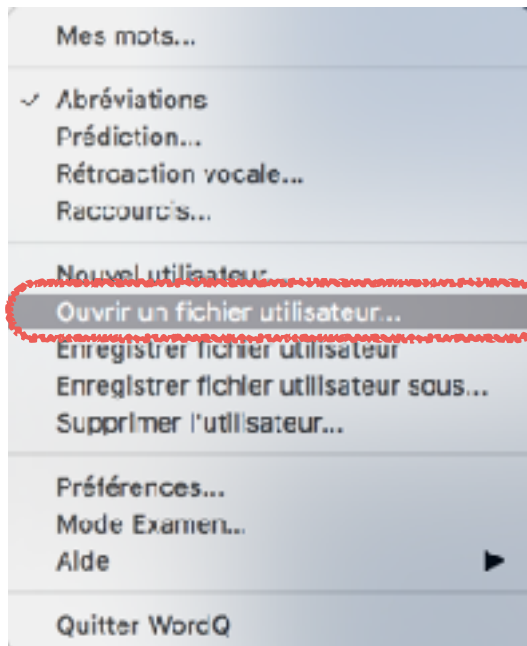 Mes mots...
✓ Abréviations
Prédiction...
Rétroaction vocale...
Raccourcis...
Nouvel utilisateur...
Ouvrir un fichier utilisateur...
Enregistrer fichier utilisateur
Enregistrer fichier utilisateur sous...
Supprimer l'utilisateur...
Préférences...
Mode Examen...
Aide
Quitter WordQ